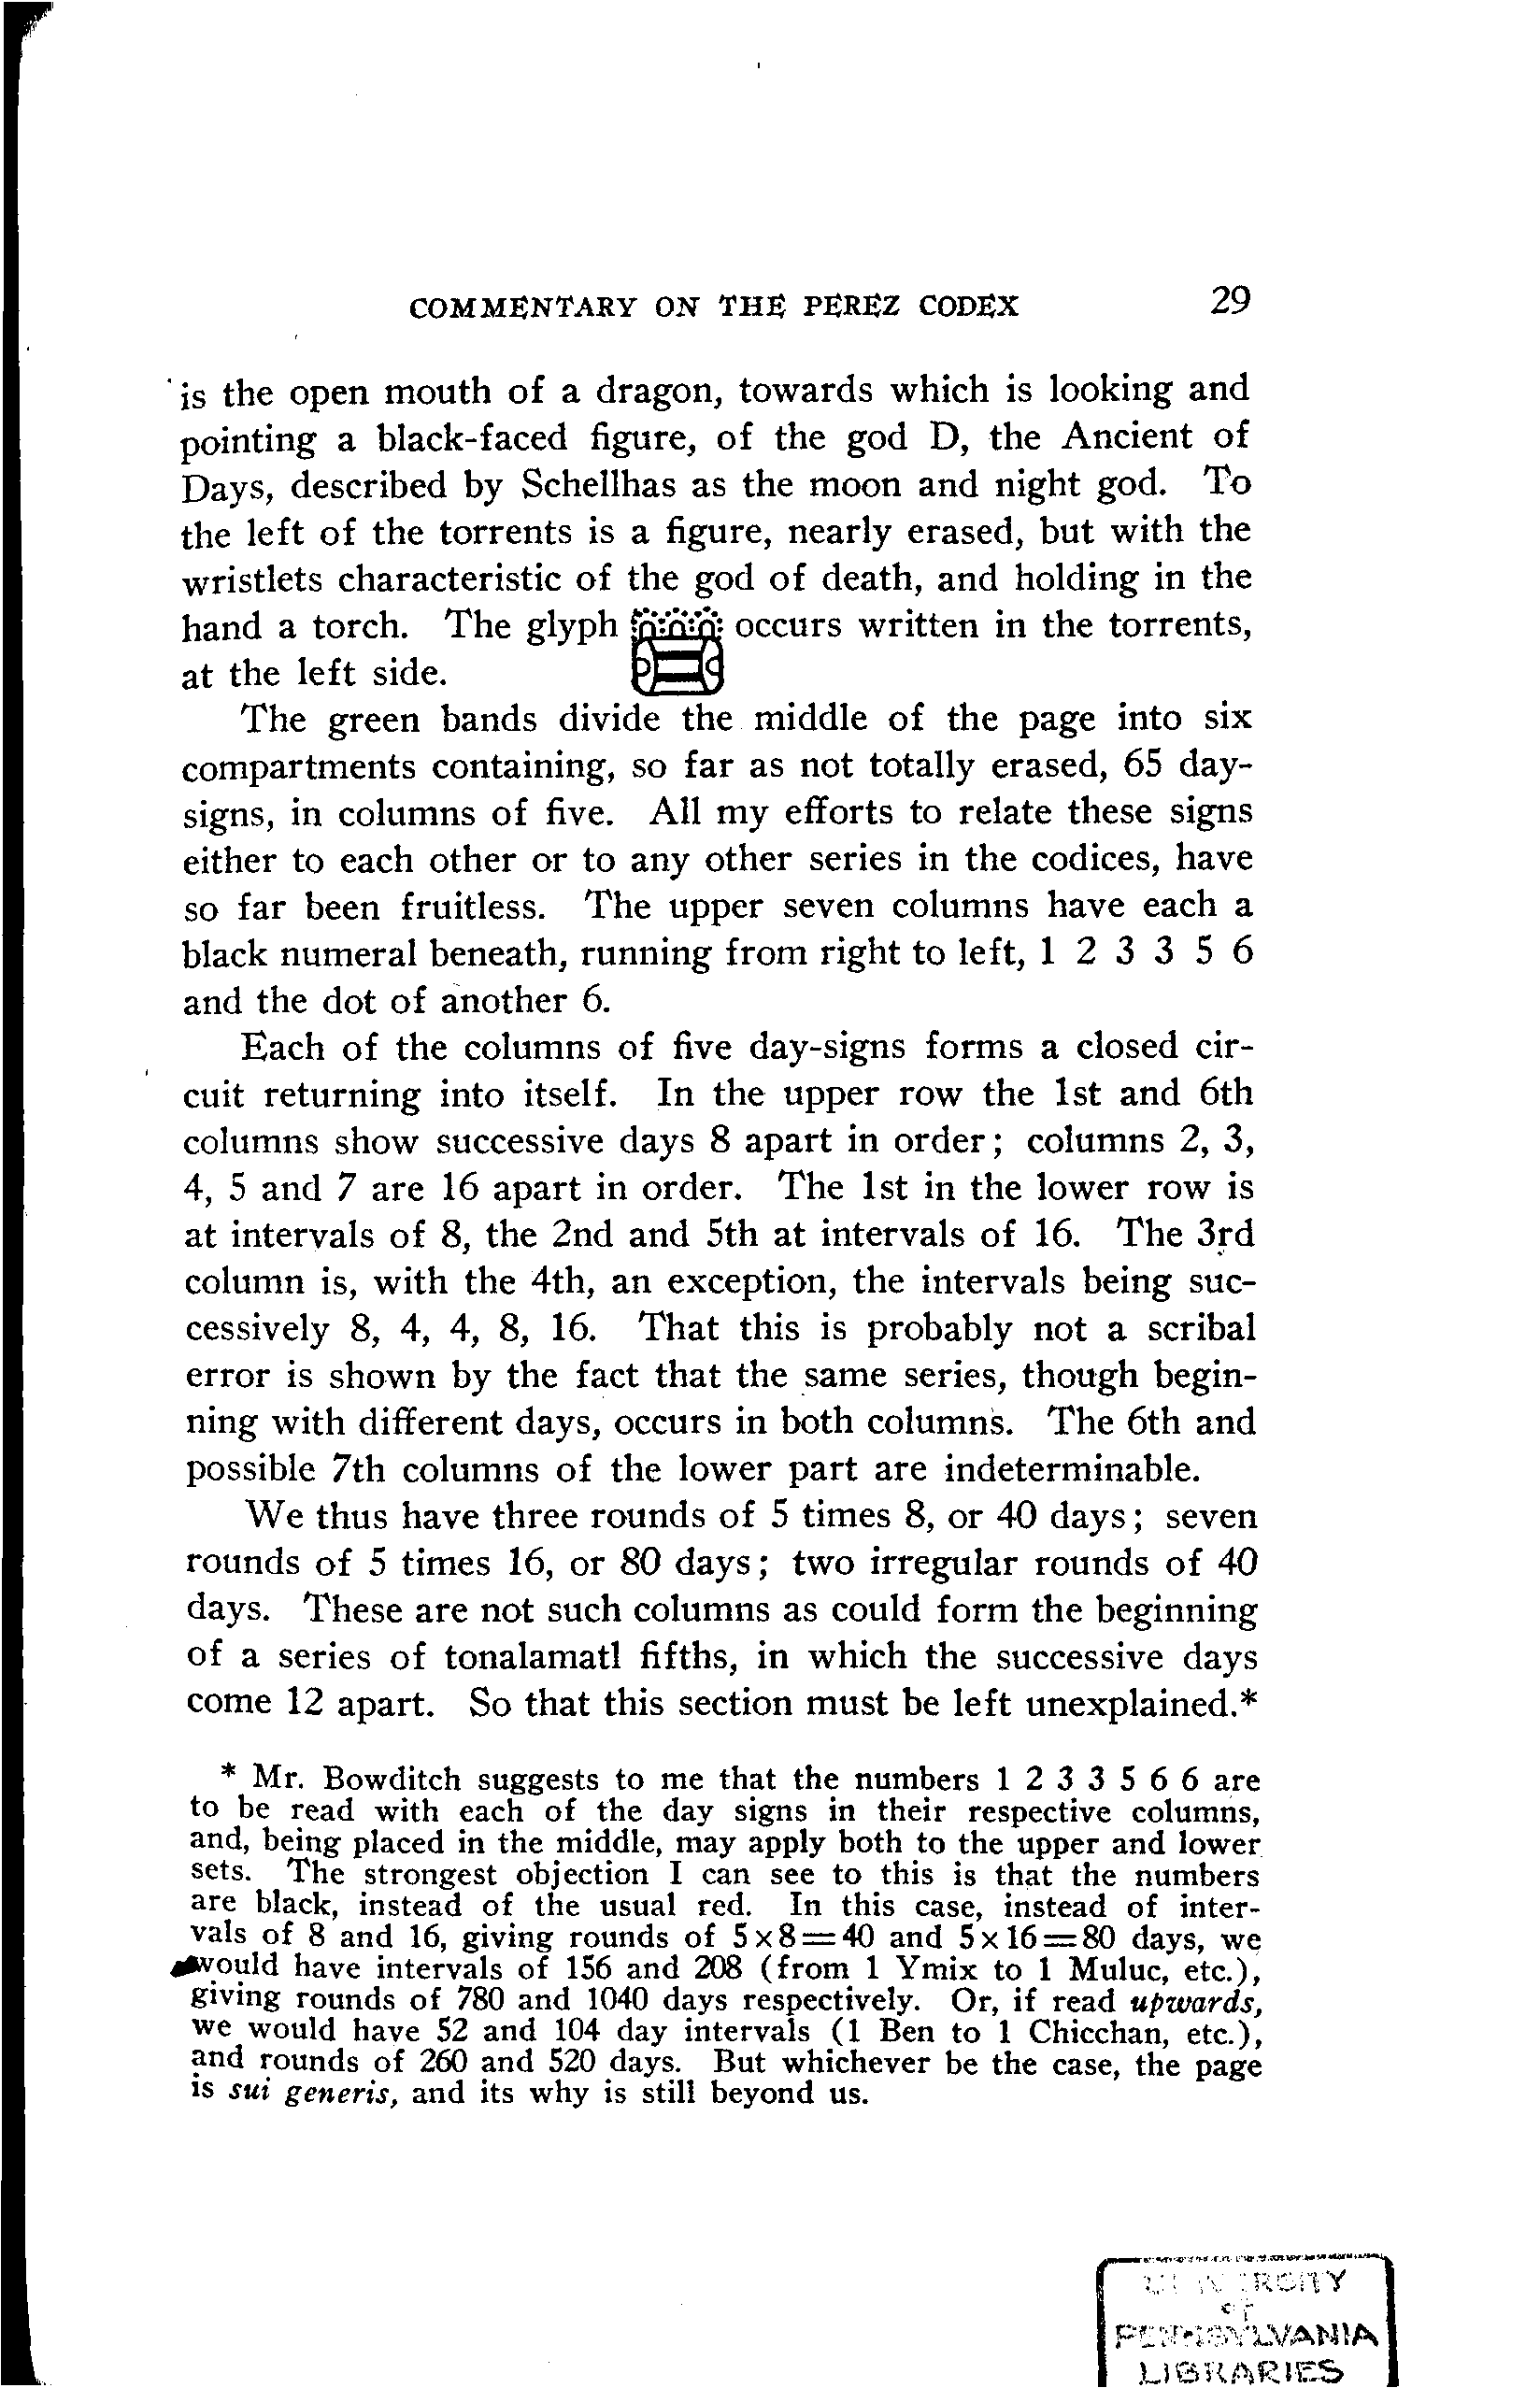 COMMENTARY ON THE PEREZ CODEX 29
is the open mouth of a dragon, towards which is looking and
pointing a black-faced figure, of the god D, the Ancient of
Days, described by Schellhas as the moon and night god. To
the left of the torrents is a figure, nearly erased, but with the
wristlets characteristic of the god of death, and holding in the
hand a torch. The glyph occurs written in the torrents,
at the left side.
The green bands divide the middle of the page into six
compartments containing, so far as not totally erased, 65 day-
signs, in columns of five. All my efforts to relate these signs
either to each other or to any other series in the codices, have
so far been fruitless. The upper seven columns have each a
black numeral beneath, running from right to left, 1 2 3 3 5 6
and the dot of another 6.
Each of the columns of five day-signs forms a closed cir-
cuit returning into itself. In the upper row the 1st and 6th
columns show successive days 8 apart in order; columns 2, 3,
4, 5 and 7 are 16 apart in order. The 1st in the lower row is
at intervals of 8, the 2nd and 5th at intervals of 16. The 3rd
column is, with the 4th, an exception, the intervals being suc-
cessively 8, 4, 4, 8, 16. That this is probably not a scribal
error is shown by the fact that the same series, though begin-
ning with different days, occurs in both columns. The 6th and
possible 7th columns of the lower part are indeterminable.
We thus have three rounds of 5 times 8, or 40 days; seven
rounds of 5 times 16, or 80 days; two irregular rounds of 40
days. These are not such columns as could form the beginning
of a series of tonalamatl fifths, in which the successive days
come 12 apart. So that this section must be left unexplained.*
* Mr. Bowditch suggests to me that the numbers 1 2 3 3 5 6 6 are
to be read with each of the day signs in their respective columns,
and, being placed in the middle, may apply both to the upper and lower
sets. The strongest objection I can see to this is that the numbers
are black, instead of the usual red. In this case, instead of inter-
vals of 8 and 16, giving rounds of 5x8=40 and 5x16=80 days, we
would have intervals of 156 and 208 (from 1 Ymix to 1 Muluc, etc.),
giving rounds of 780 and 1040 days respectively. Or, if read upwards,
we would have 52 and 104 day intervals (1 Ben to 1 Chicchan, etc.),
and rounds of 260 and 520 days. But whichever be the case, the page
is sui generis, and its why is still beyond us.
UNIVERSITY
OF
PENNSYLVANIA
LIBRARIES